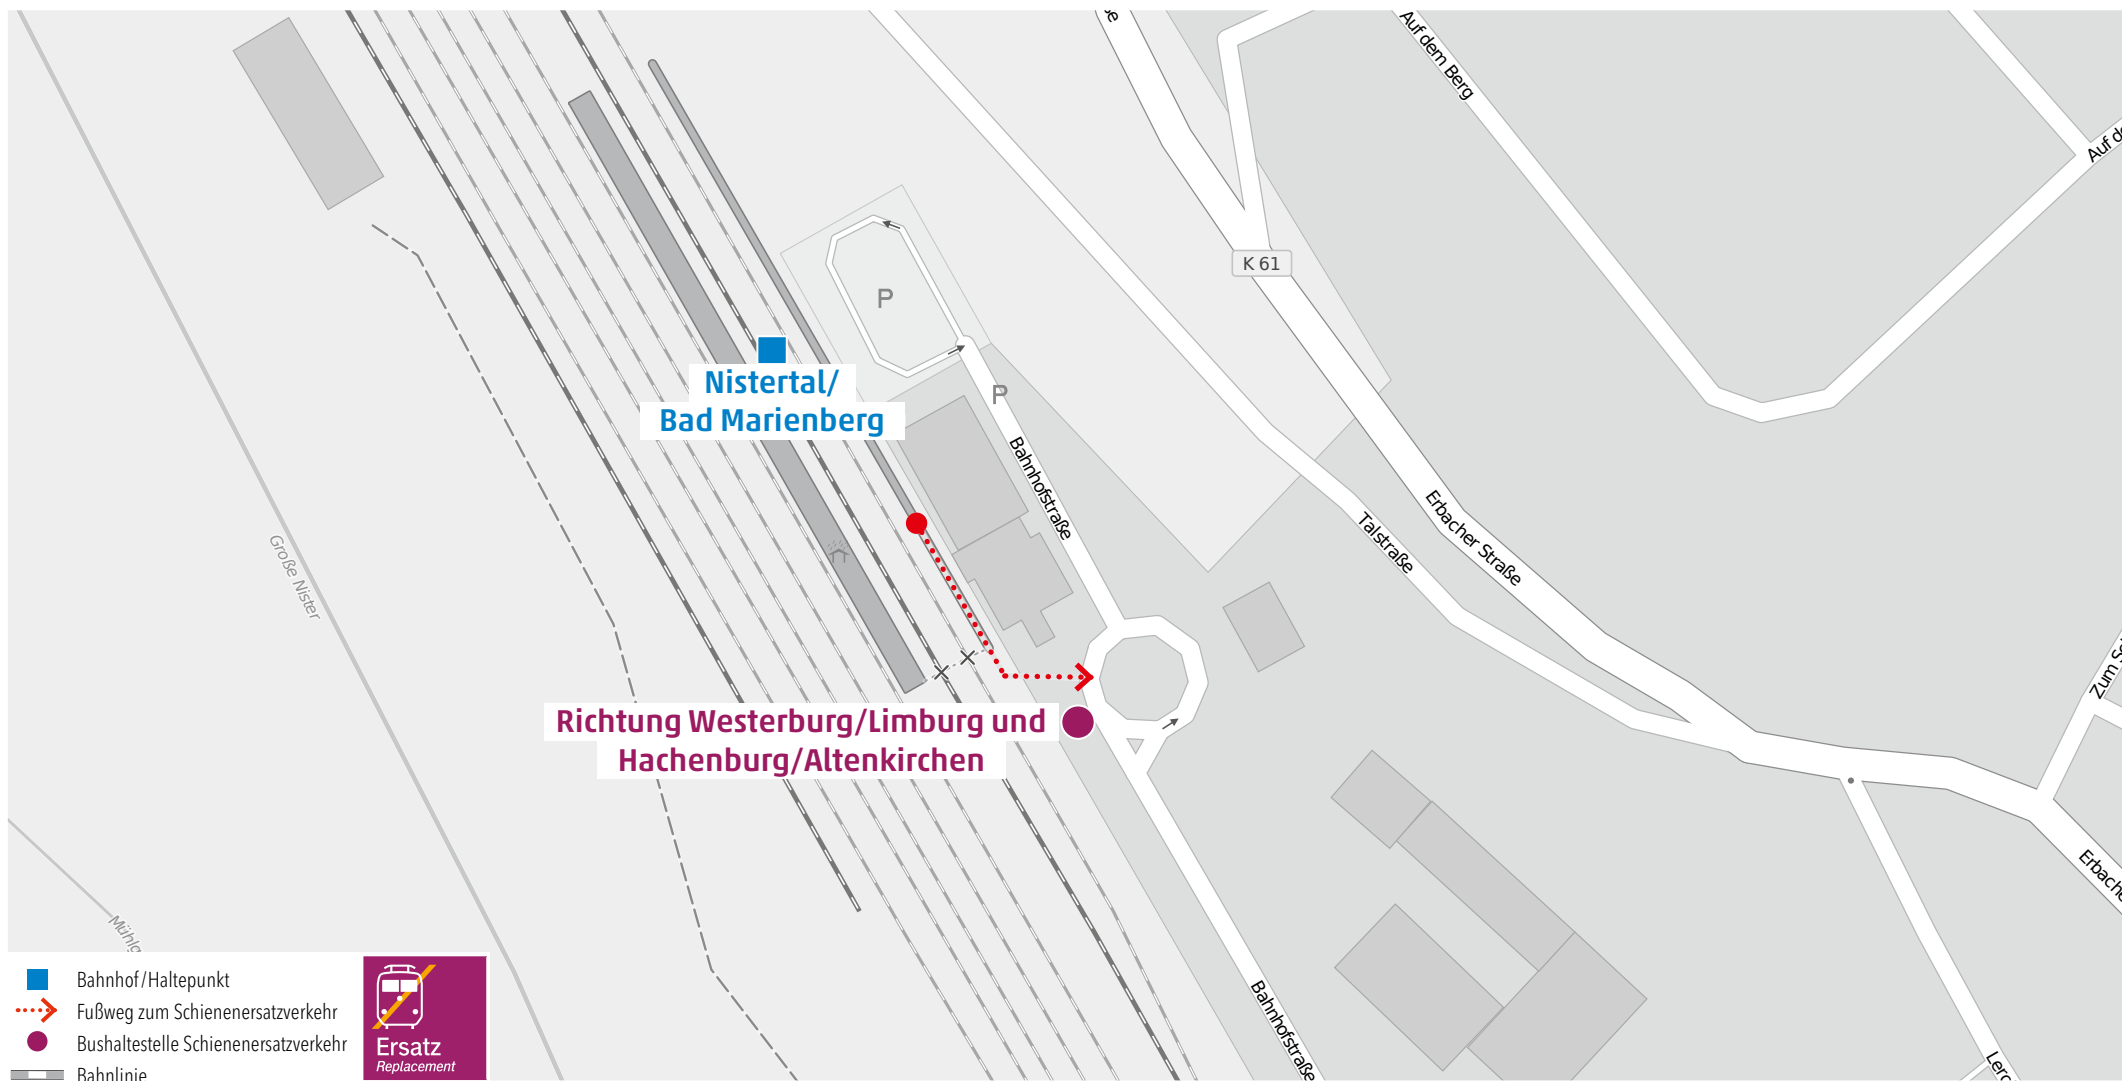 Auf dem Berg
K 61
P
P
Nistertal/
Bad Marienberg
Bahnhofstraße
Erbacher Straße
Talstraße
Große Nister
Richtung Westerburg/Limburg und
Hachenburg/Altenkirchen
Bahnhofstraße
Bahnhof/Haltepunkt
Fußweg zum Schienenersatzverkehr
Bushaltestelle Schienenersatzverkehr
Bahnlinie
Ersatz
Replacement